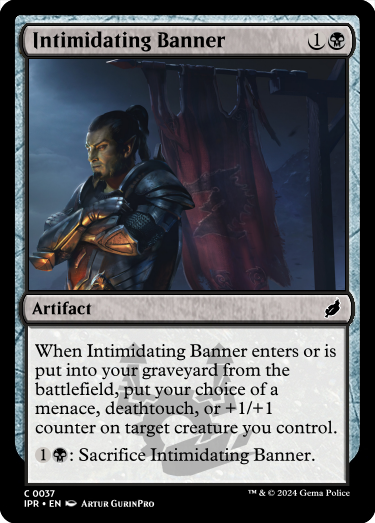 Intimidating Banner 1
Artifact
When Intimidating Banner enters or is
put into your graveyard from the
battlefield, put your choice of a
menace, deathtouch, or +1/+1
counter on target creature you control.
1 : Sacrifice Intimidating Banner.
C 0037
IPR • EN Artur GurinPro
™ & © 2024 Gema Police